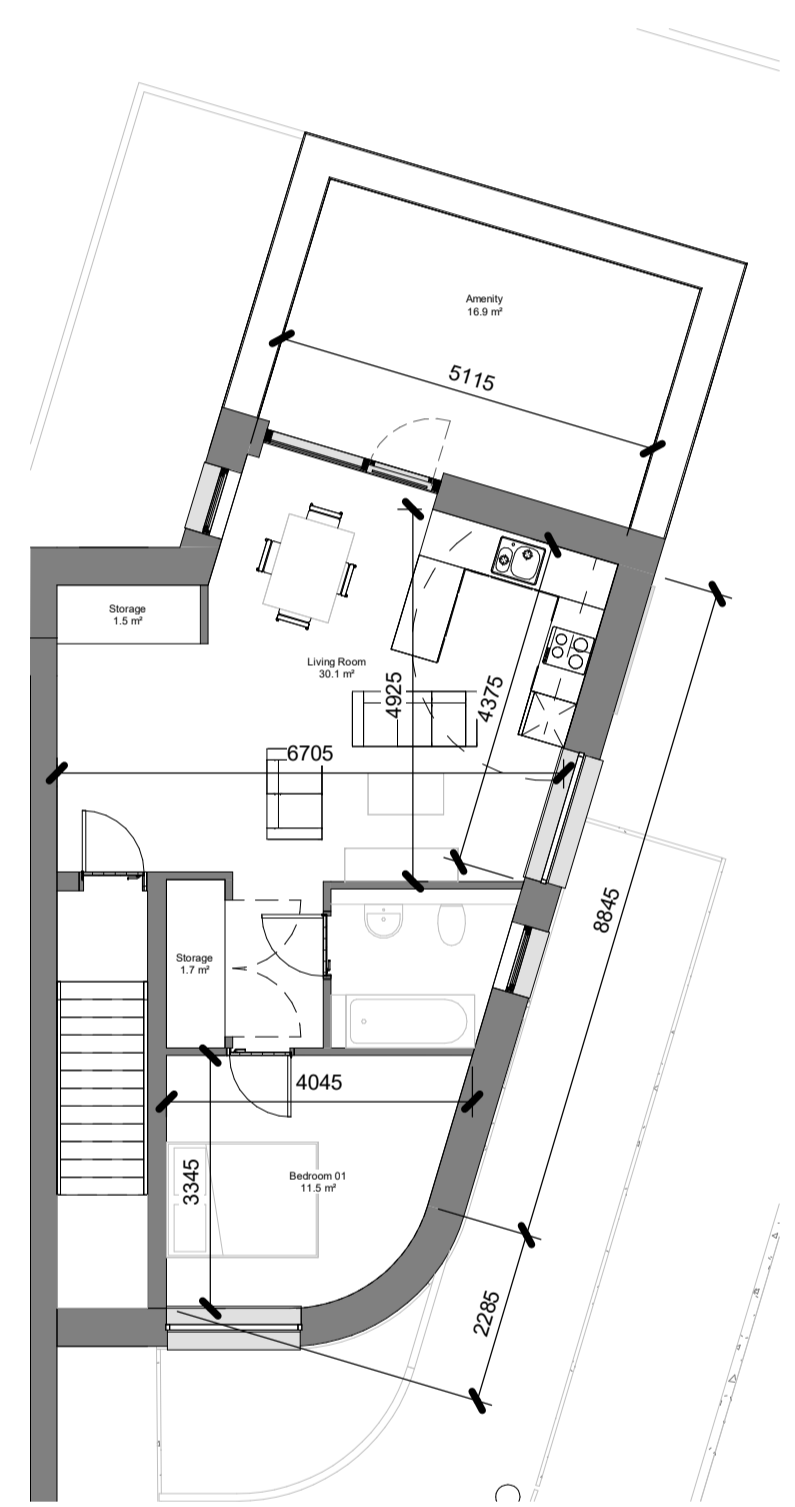 Amenity
16.9 m²
5115
Storage
1.5 m²
Living Room
30.1 m²
4925
4375
6705
8845
Storage
1.7 m²
4045
3345
Bedroom 01
11.5 m²
2285